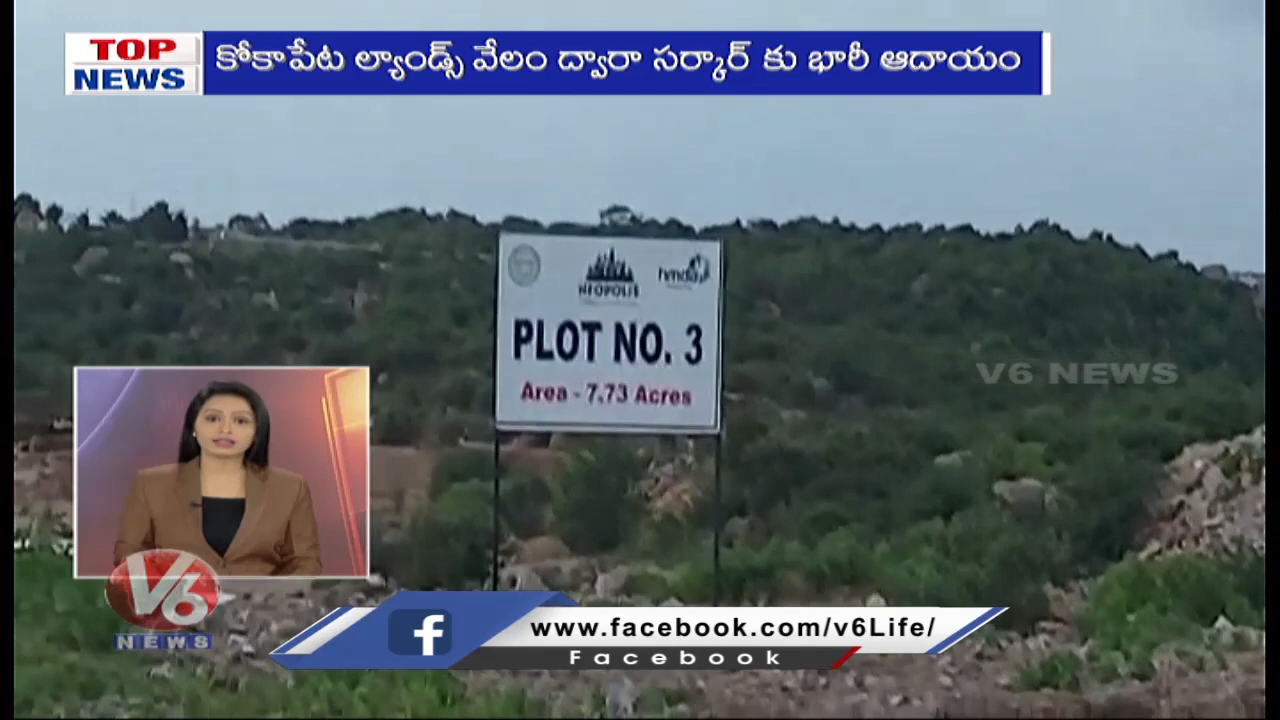 TOP
NEWS
కోకాపేట ల్యాండ్స్ వేలం ద్వారా సర్కార్ కు భారీ ఆదాయం
NEOPOLIS
hmda
PLOT NO. 3
Area - 7.73 Acres
V6 NEWS
V6
NEWS
f
www.facebook.com/v6Life/
Facebook